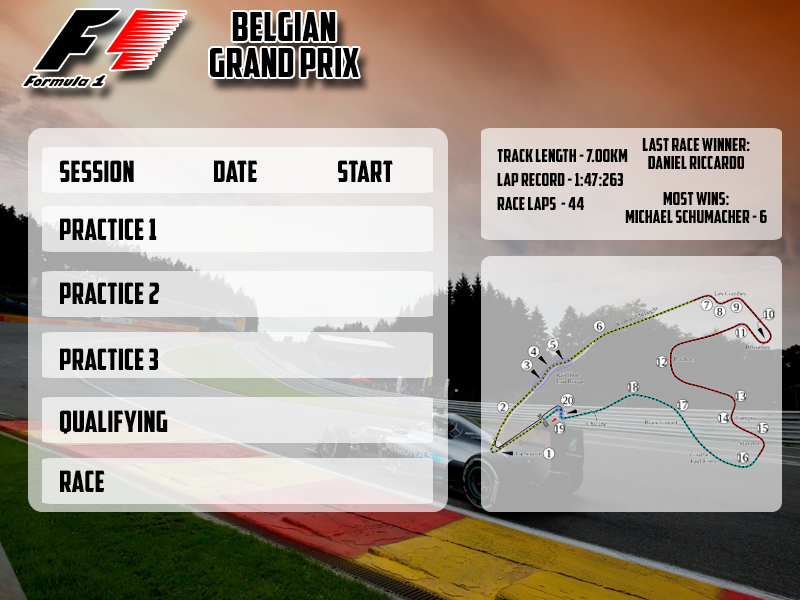 Formula 1
BELGIAN
GRAND PRIX
SESSION DATE START
PRACTICE 1
PRACTICE 2
PRACTICE 3
QUALIFYING
RACE
TRACK LENGTH - 7.00KM
LAP RECORD - 1:47:263
RACE LAPS - 44
LAST RACE WINNER:
DANIEL RICCARDO
MOST WINS:
MICHAEL SCHUMACHER - 6
Les Combes
7
8
9
10
11
6
5
4
3
12
2
20
18
13
19
17
14
15
1
16